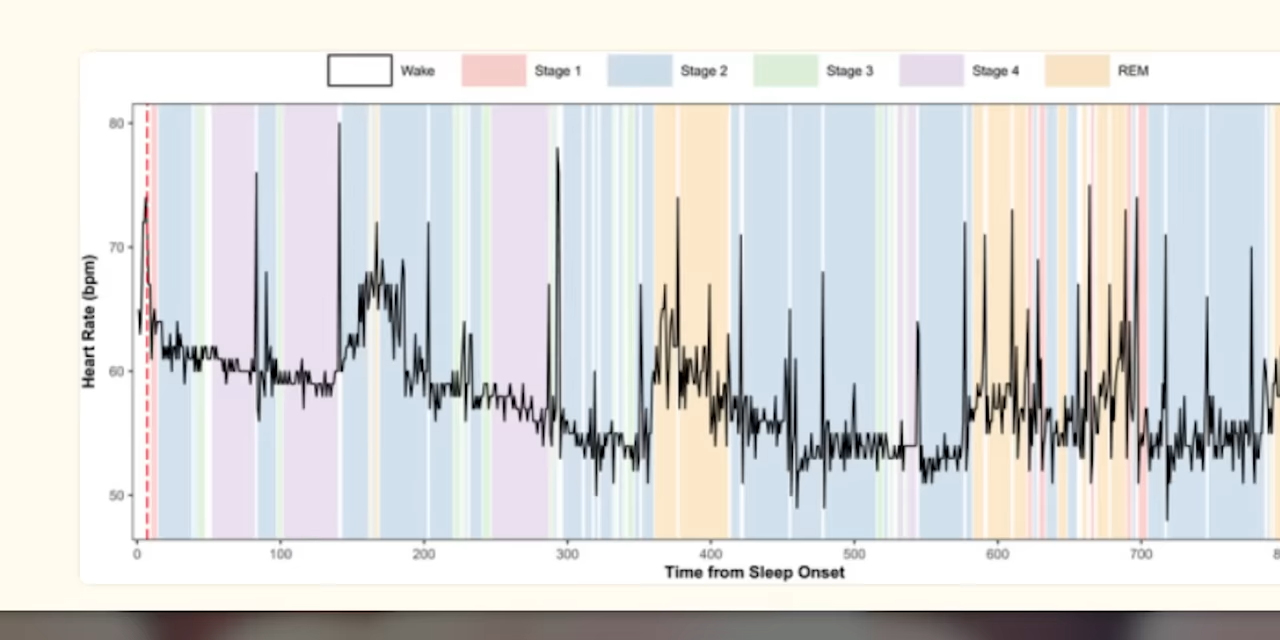 Wake Stage 1 Stage 2 Stage 3 Stage 4 REM
80
70
60
50
Heart Rate (bpm)
0 100 200 300 400 500 600 700 8
Time from Sleep Onset